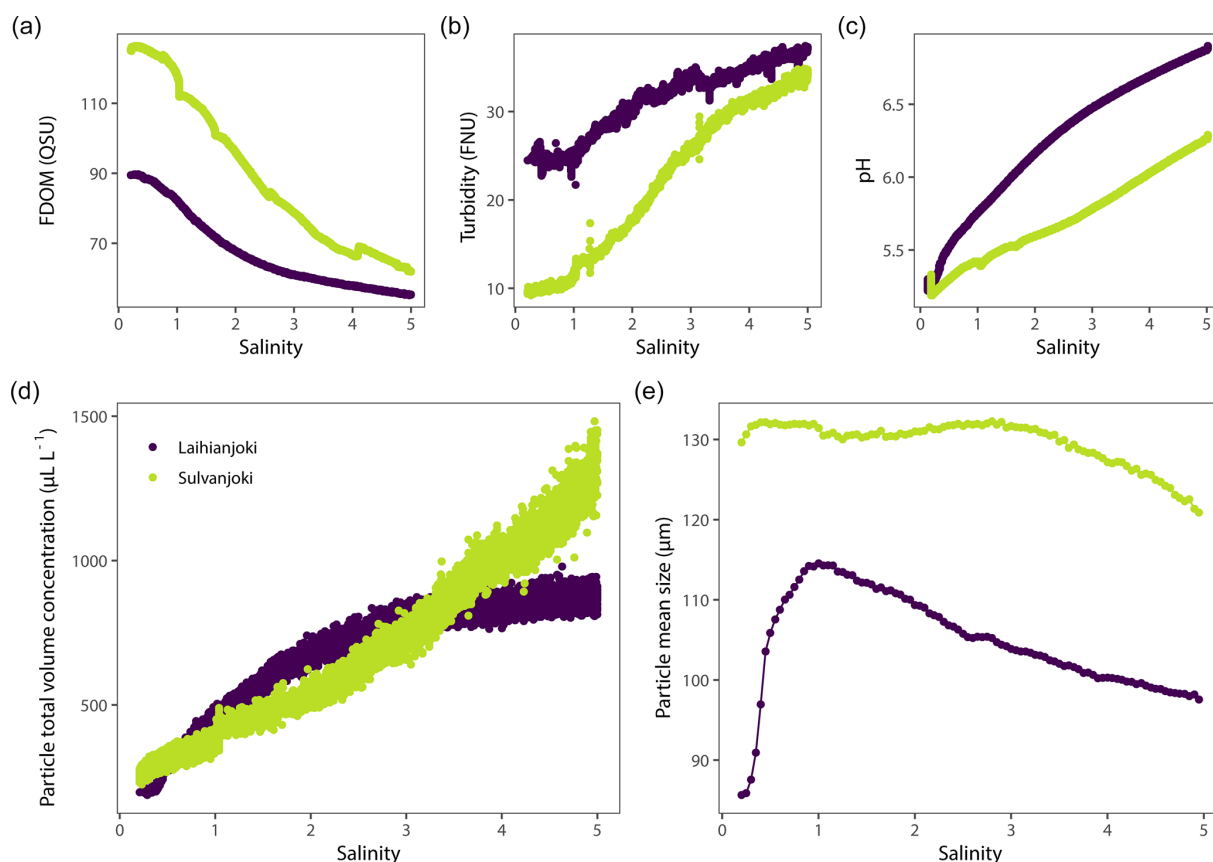 (a)
FDOM (QSU)
110
90
70
0 1 2 3 4 5
Salinity
(b)
Turbidity (FNU)
30
20
10
0 1 2 3 4 5
Salinity
(c)
pH
6.5
6.0
5.5
0 1 2 3 4 5
Salinity
(d)
Particle total volume concentration (µL L⁻¹)
1500
1000
500
Laihianjoki
Sulvanjoki
0 1 2 3 4 5
Salinity
(e)
Particle mean size (µm)
130
120
110
100
90
0 1 2 3 4 5
Salinity